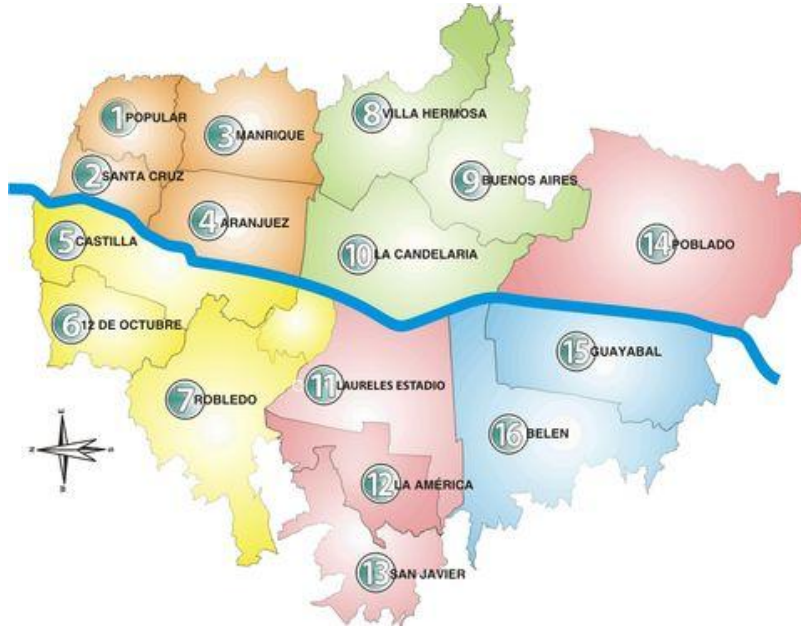 1 POPULAR
2 SANTA CRUZ
3 MANRIQUE
4 ARANJUEZ
5 CASTILLA
6 12 DE OCTUBRE
7 ROBLEDO
8 VILLA HERMOSA
9 BUENOS AIRES
10 LA CANDELARIA
11 LAURELES ESTADIO
12 LA AMÉRICA
13 SAN JAVIER
14 POBLADO
15 GUAYABAL
16 BELEN